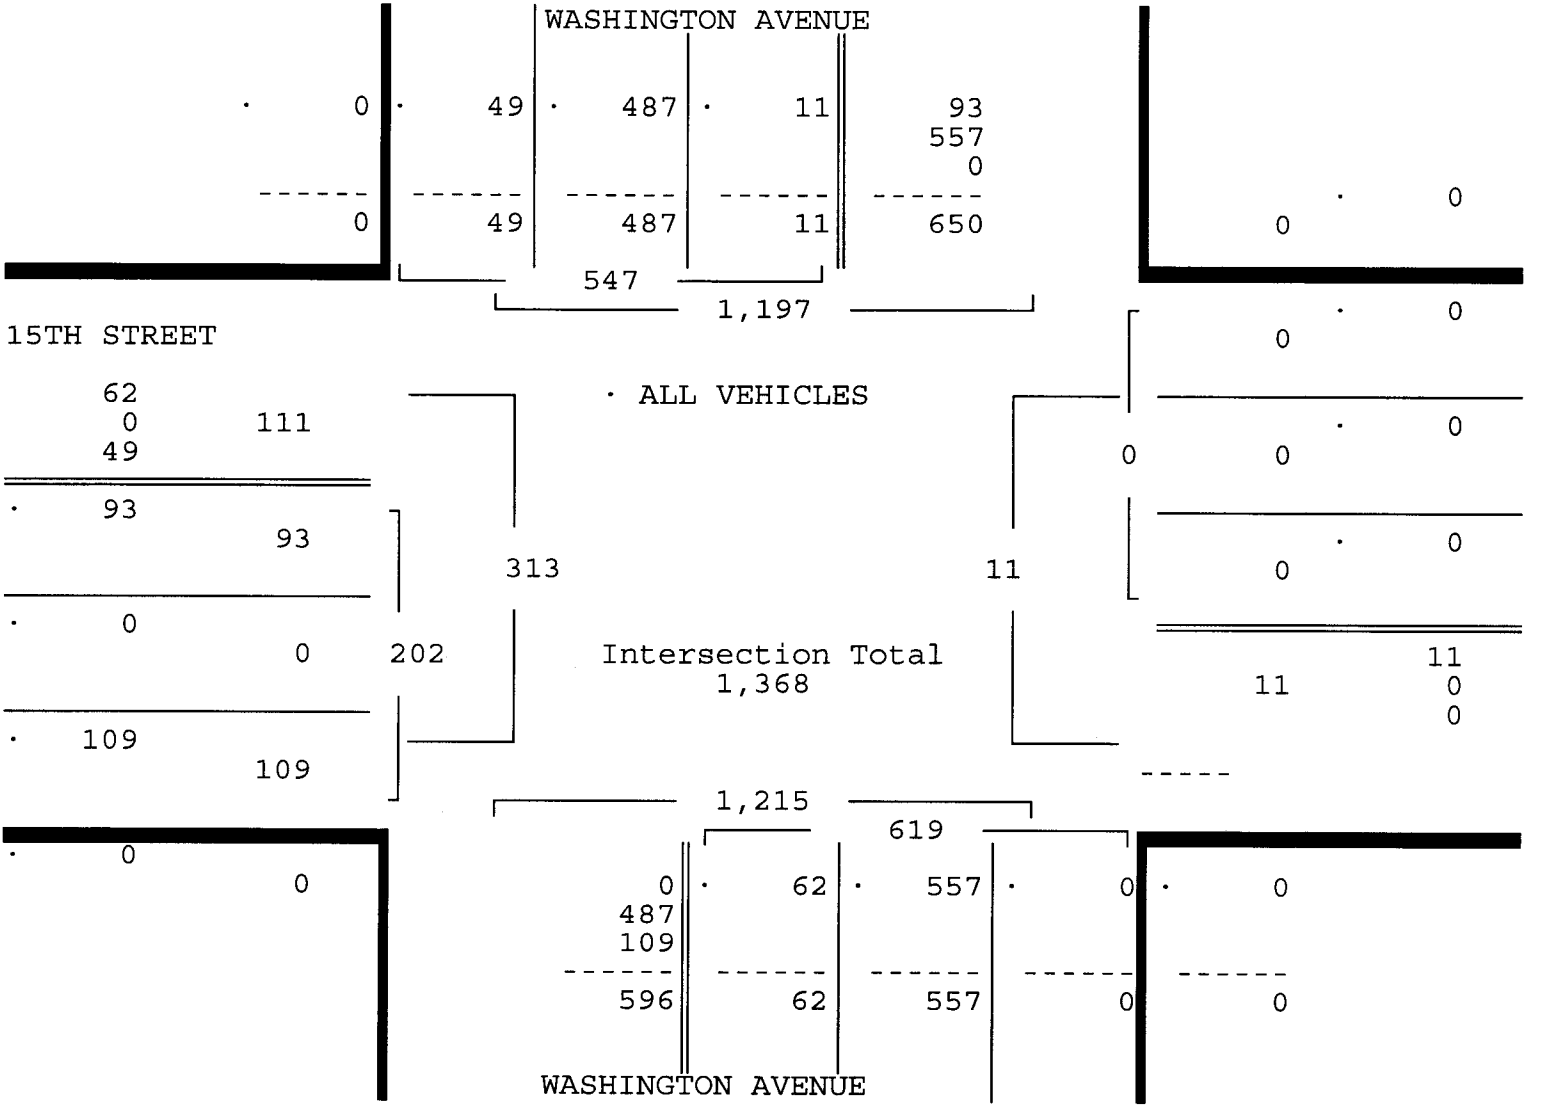 WASHINGTON AVENUE
· 0 · 49 · 487 · 11 93
557
0
------ ------ ------ ------ ------ · 0
0 49 487 11 650 0
547
1,197 · 0
15TH STREET 0
62 · ALL VEHICLES
0 111 · 0
49 0 0
· 93
93 · 0
313 11 0
· 0
0 202 Intersection Total 11
1,368 11 0
0
· 109
109 -----
1,215
619
· 0
0 0 · 62 · 557 · 0 · 0
487
109
------ ------ ------ ------ ------
596 62 557 0 0
WASHINGTON AVENUE